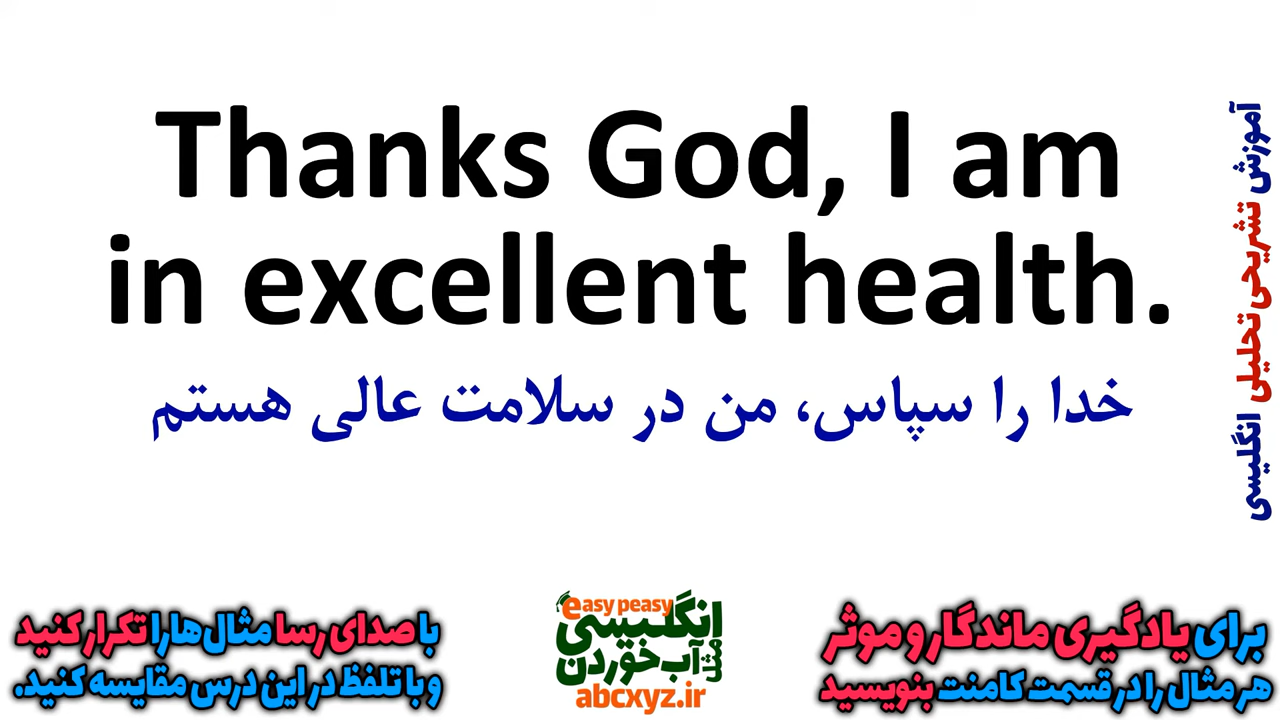 Thanks God, I am
in excellent health.
خدا را سپاس، من در سلامت عالی هستم
آموزش تشریحی تحلیلی انگلیسی
برای یادگیری ماندگار و موثر
هر مثال را در قسمت کامنت بنویسید
easy peasy
انگلیسی
مثل آب خوردن
abcxyz.ir
با صدای رسا مثال‌ها را تکرار کنید
و با تلفظ در این درس مقایسه کنید.